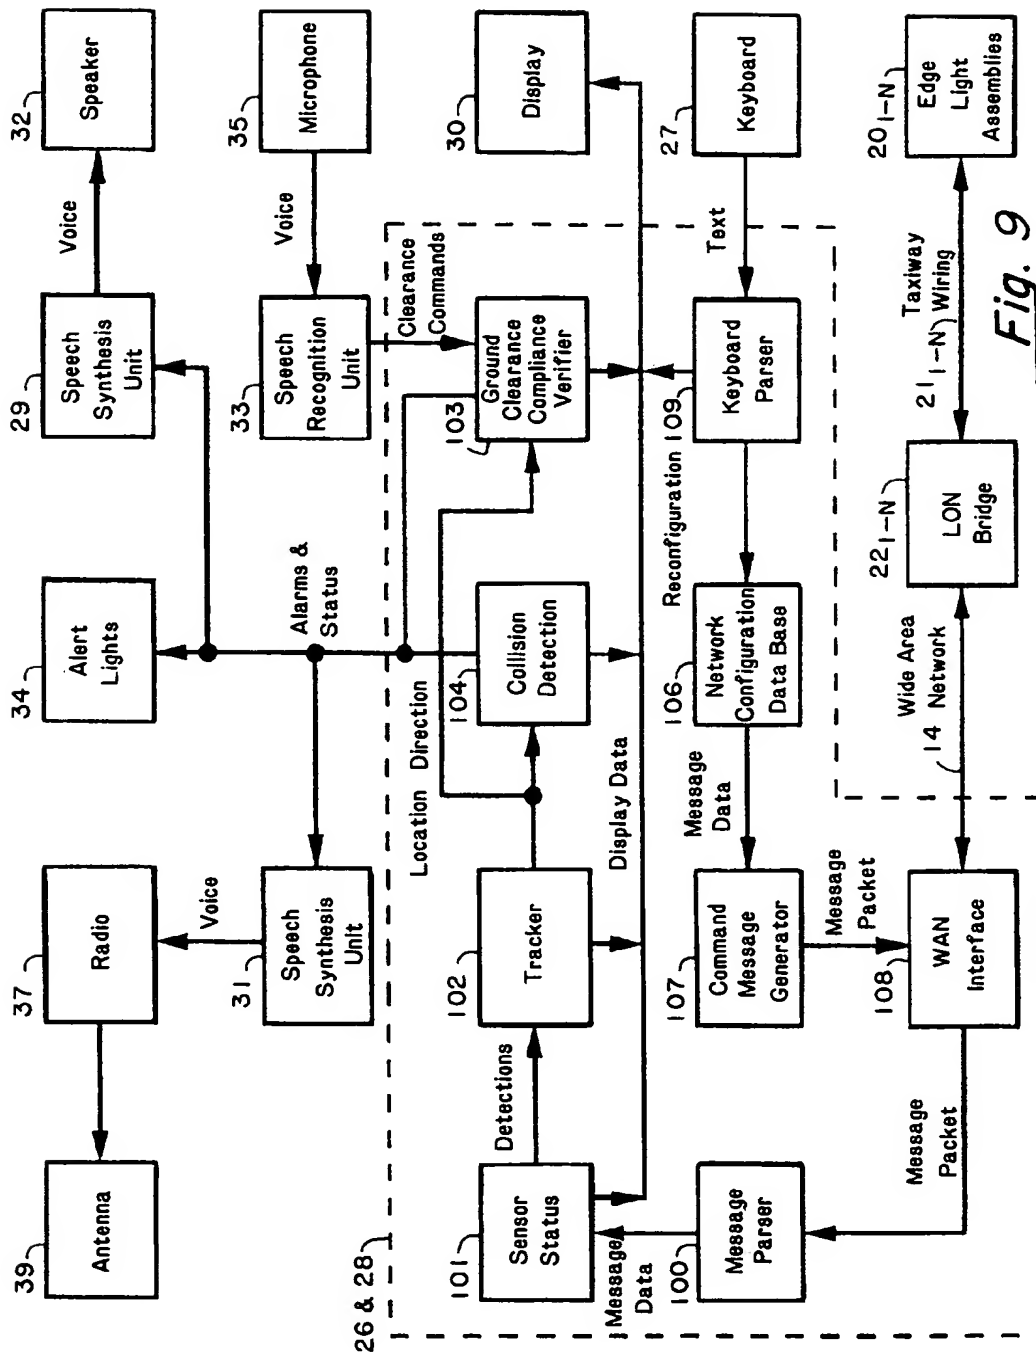 39
Antenna
37
Radio
34
Alert
Lights
29
Speech
Synthesis
Unit
Voice
32
Speaker
Voice
31
Speech
Synthesis
Unit
Alarms &
Status
33
Speech
Recognition
Unit
Voice
35
Microphone
26 & 28
Location Direction
Clearance
Commands
101
Sensor
Status
Detections
102
Tracker
104
Collision
Detection
103
Ground
Clearance
Compliance
Verifier
30
Display
Message
Data
Display Data
100
Message
Parser
107
Command
Message
Generator
Message
Data
106
Network
Configuration
Data Base
Reconfiguration
109
Keyboard
Parser
Text
27
Keyboard
Message
Packet
Message
Packet
108
WAN
Interface
Wide Area
14 Network
22 1-N
LON
Bridge
Taxiway
21 1-N Wiring
20 1-N
Edge
Light
Assemblies
Fig. 9